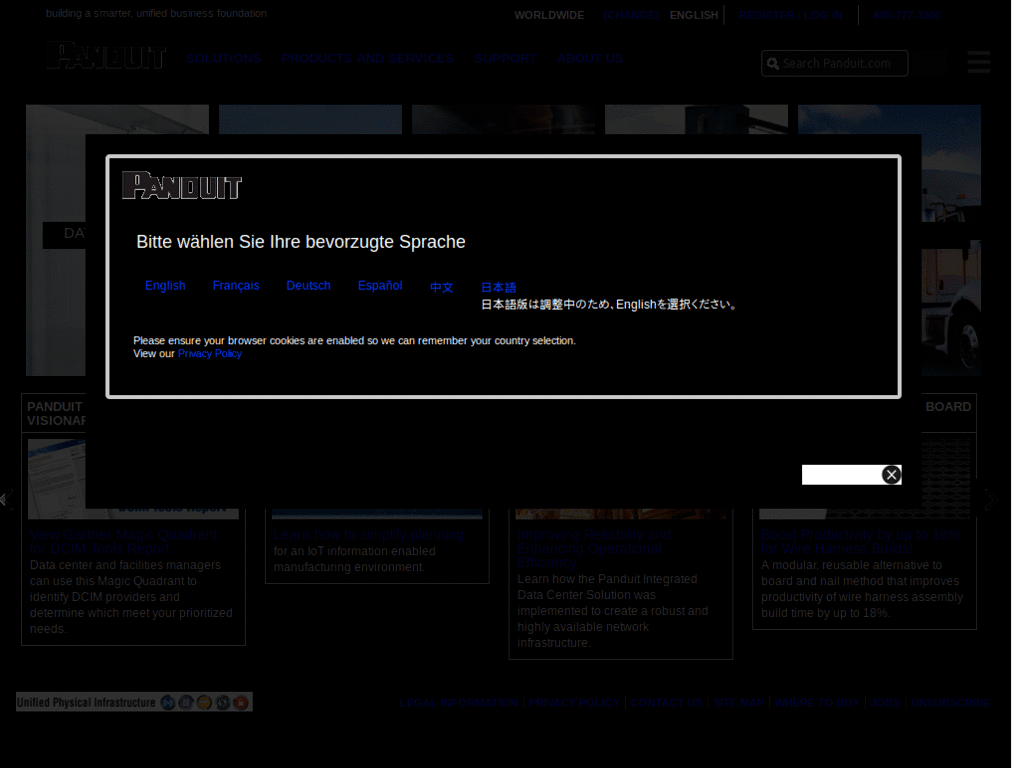 building a smarter, unified business foundation
WORLDWIDE (CHANGE) ENGLISH REGISTER / LOG IN
PANDUIT SOLUTIONS PRODUCTS AND SERVICES SUPPORT ABOUT US Search Panduit.com
PANDUIT
DAT
Bitte wählen Sie Ihre bevorzugte Sprache
English Français Deutsch Español 中文 日本語
日本語版は調整中のため、Englishを選択ください。
Please ensure your browser cookies are enabled so we can remember your country selection.
View our Privacy Policy
PANDUIT
VISIONAR
BOARD
DCIM Tools Report
View Gartner Magic Quadrant
for DCIM Tools Report
Data center and facilities managers
can use this Magic Quadrant to
identify DCIM providers and
determine which meet your prioritized
needs.
Learn how to simplify planning
for an IoT information enabled
manufacturing environment.
Improving Reliability and
Enhancing Operational
Efficiency
Learn how the Panduit Integrated
Data Center Solution was
implemented to create a robust and
highly available network
infrastructure.
Boost Productivity by up to 18%
for Wire Harness Builds!
A modular, reusable alternative to
board and nail method that improves
productivity of wire harness assembly
build time by up to 18%.
Unified Physical Infrastructure
LEGAL INFORMATION | PRIVACY POLICY | CONTACT US | SITE MAP | WHERE TO BUY | JOBS | UNSUBSCRIBE